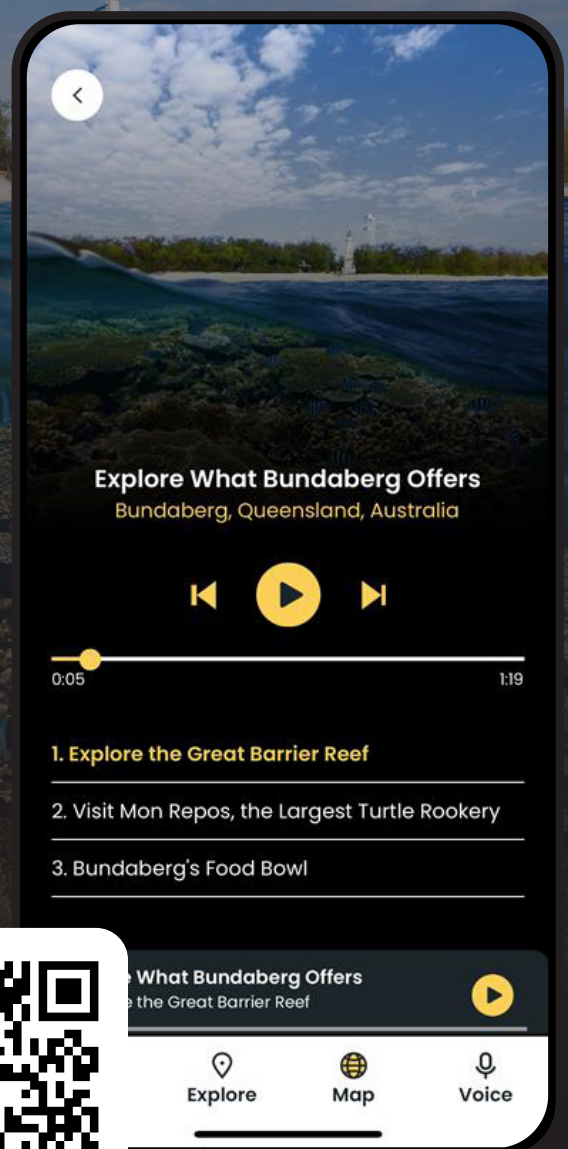 Explore What Bundaberg Offers
Bundaberg, Queensland, Australia
0:05 1:19
1. Explore the Great Barrier Reef
2. Visit Mon Repos, the Largest Turtle Rookery
3. Bundaberg's Food Bowl
What Bundaberg Offers
the Great Barrier Reef
Explore Map Voice